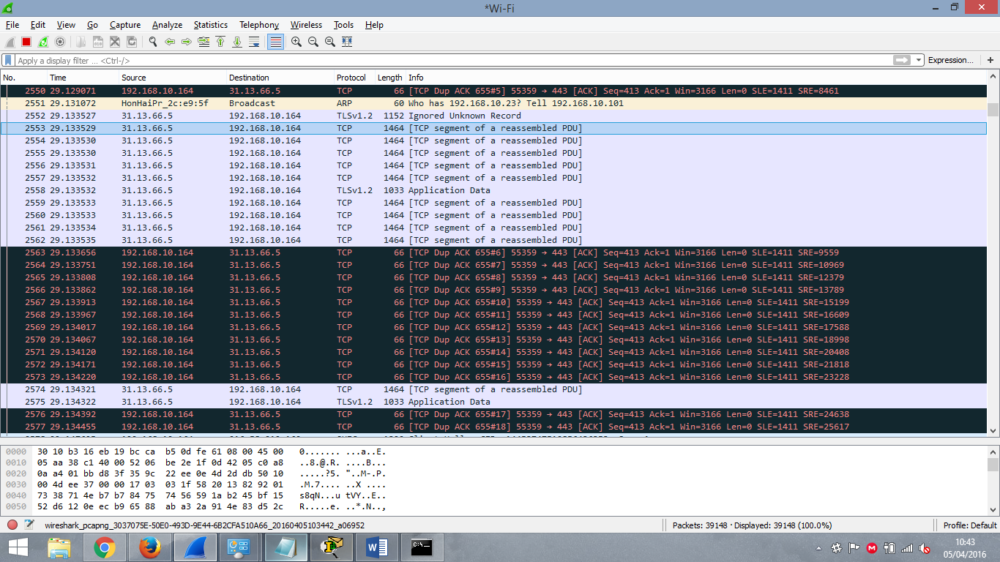 *Wi-Fi
File Edit View Go Capture Analyze Statistics Telephony Wireless Tools Help
Apply a display filter ... <Ctrl-/> Expression... +
No. Time Source Destination Protocol Length Info
2550 29.129071 192.168.10.164 31.13.66.5 TCP 66 [TCP Dup ACK 655#5] 55359 → 443 [ACK] Seq=413 Ack=1 Win=3166 Len=0 SLE=1411 SRE=8461
2551 29.131072 HonHaiPr_2c:e9:5f Broadcast ARP 60 Who has 192.168.10.23? Tell 192.168.10.101
2552 29.133527 31.13.66.5 192.168.10.164 TLSv1.2 1152 Ignored Unknown Record
2553 29.133529 31.13.66.5 192.168.10.164 TCP 1464 [TCP segment of a reassembled PDU]
2554 29.133530 31.13.66.5 192.168.10.164 TCP 1464 [TCP segment of a reassembled PDU]
2555 29.133530 31.13.66.5 192.168.10.164 TCP 1464 [TCP segment of a reassembled PDU]
2556 29.133531 31.13.66.5 192.168.10.164 TCP 1464 [TCP segment of a reassembled PDU]
2557 29.133532 31.13.66.5 192.168.10.164 TCP 1464 [TCP segment of a reassembled PDU]
2558 29.133532 31.13.66.5 192.168.10.164 TLSv1.2 1033 Application Data
2559 29.133533 31.13.66.5 192.168.10.164 TCP 1464 [TCP segment of a reassembled PDU]
2560 29.133533 31.13.66.5 192.168.10.164 TCP 1464 [TCP segment of a reassembled PDU]
2561 29.133534 31.13.66.5 192.168.10.164 TCP 1464 [TCP segment of a reassembled PDU]
2562 29.133535 31.13.66.5 192.168.10.164 TCP 1464 [TCP segment of a reassembled PDU]
2563 29.133656 192.168.10.164 31.13.66.5 TCP 66 [TCP Dup ACK 655#6] 55359 → 443 [ACK] Seq=413 Ack=1 Win=3166 Len=0 SLE=1411 SRE=9559
2564 29.133751 192.168.10.164 31.13.66.5 TCP 66 [TCP Dup ACK 655#7] 55359 → 443 [ACK] Seq=413 Ack=1 Win=3166 Len=0 SLE=1411 SRE=10969
2565 29.133808 192.168.10.164 31.13.66.5 TCP 66 [TCP Dup ACK 655#8] 55359 → 443 [ACK] Seq=413 Ack=1 Win=3166 Len=0 SLE=1411 SRE=12379
2566 29.133862 192.168.10.164 31.13.66.5 TCP 66 [TCP Dup ACK 655#9] 55359 → 443 [ACK] Seq=413 Ack=1 Win=3166 Len=0 SLE=1411 SRE=13789
2567 29.133913 192.168.10.164 31.13.66.5 TCP 66 [TCP Dup ACK 655#10] 55359 → 443 [ACK] Seq=413 Ack=1 Win=3166 Len=0 SLE=1411 SRE=15199
2568 29.133967 192.168.10.164 31.13.66.5 TCP 66 [TCP Dup ACK 655#11] 55359 → 443 [ACK] Seq=413 Ack=1 Win=3166 Len=0 SLE=1411 SRE=16609
2569 29.134017 192.168.10.164 31.13.66.5 TCP 66 [TCP Dup ACK 655#12] 55359 → 443 [ACK] Seq=413 Ack=1 Win=3166 Len=0 SLE=1411 SRE=17588
2570 29.134067 192.168.10.164 31.13.66.5 TCP 66 [TCP Dup ACK 655#13] 55359 → 443 [ACK] Seq=413 Ack=1 Win=3166 Len=0 SLE=1411 SRE=18998
2571 29.134120 192.168.10.164 31.13.66.5 TCP 66 [TCP Dup ACK 655#14] 55359 → 443 [ACK] Seq=413 Ack=1 Win=3166 Len=0 SLE=1411 SRE=20408
2572 29.134171 192.168.10.164 31.13.66.5 TCP 66 [TCP Dup ACK 655#15] 55359 → 443 [ACK] Seq=413 Ack=1 Win=3166 Len=0 SLE=1411 SRE=21818
2573 29.134220 192.168.10.164 31.13.66.5 TCP 66 [TCP Dup ACK 655#16] 55359 → 443 [ACK] Seq=413 Ack=1 Win=3166 Len=0 SLE=1411 SRE=23228
2574 29.134321 31.13.66.5 192.168.10.164 TCP 1464 [TCP segment of a reassembled PDU]
2575 29.134322 31.13.66.5 192.168.10.164 TLSv1.2 1033 Application Data
2576 29.134392 192.168.10.164 31.13.66.5 TCP 66 [TCP Dup ACK 655#17] 55359 → 443 [ACK] Seq=413 Ack=1 Win=3166 Len=0 SLE=1411 SRE=24638
2577 29.134455 192.168.10.164 31.13.66.5 TCP 66 [TCP Dup ACK 655#18] 55359 → 443 [ACK] Seq=413 Ack=1 Win=3166 Len=0 SLE=1411 SRE=25617
0000 30 10 b3 16 eb 19 bc ca b5 0d fe 61 08 00 45 00 0....... ...a..E.
0010 05 aa 38 c1 40 00 52 06 be 2e 1f 0d 42 05 c0 a8 ..8.@.R. ....B...
0020 0a a4 01 bb d8 3f 35 9c 22 ee 0e 4d 2d db 50 10 .....?5. "..M-.P.
0030 00 4d ee 37 00 00 17 03 03 1f 58 20 13 82 92 01 .M.7.... ..X ....
0040 73 38 71 4e b7 b7 84 75 74 56 59 1a b2 45 bf 15 s8qN...u tVY..E..
0050 52 d6 12 0e ec b9 65 88 ab a3 2a 91 4e 83 d5 2c R.....e. ..*.N..,
wireshark_pcapng_3037075E-50E0-493D-9E44-6B2CFA510A66_20160405103442_a06952 Packets: 39148 · Displayed: 39148 (100.0%) Profile: Default
10:43
05/04/2016